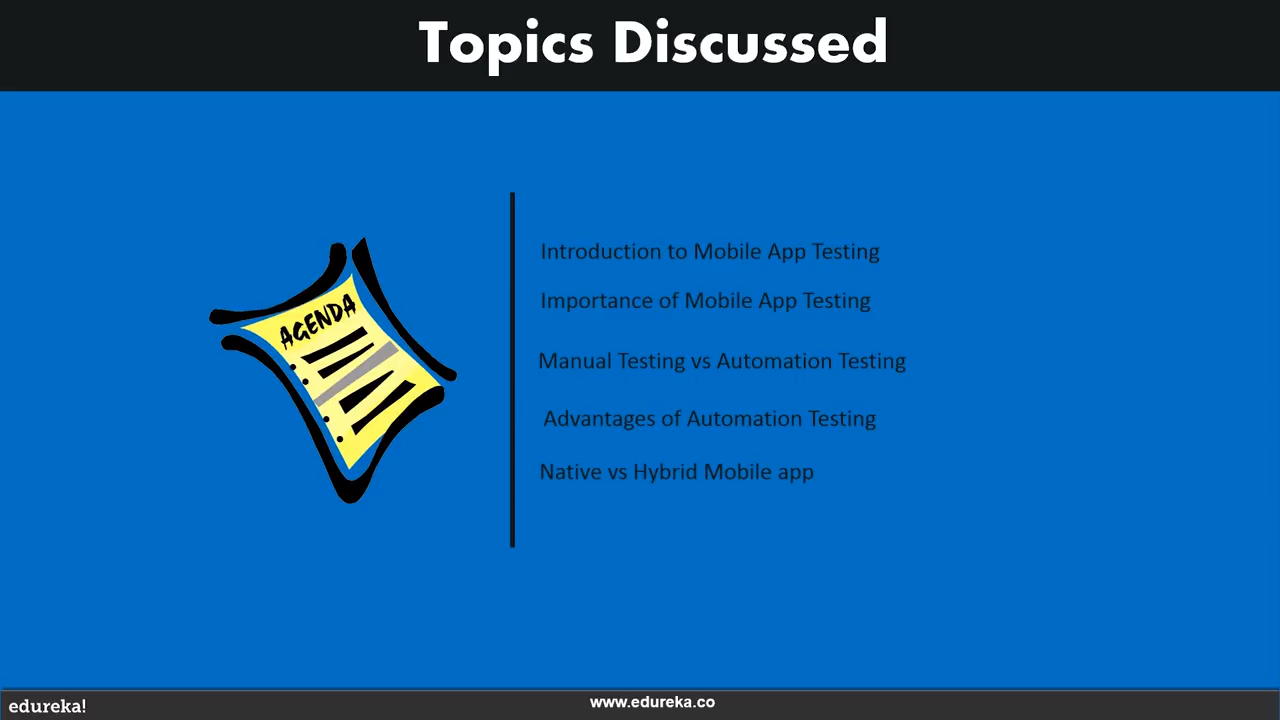 Topics Discussed
AGENDA
Introduction to Mobile App Testing
Importance of Mobile App Testing
Manual Testing vs Automation Testing
Advantages of Automation Testing
Native vs Hybrid Mobile app
edureka!
www.edureka.co